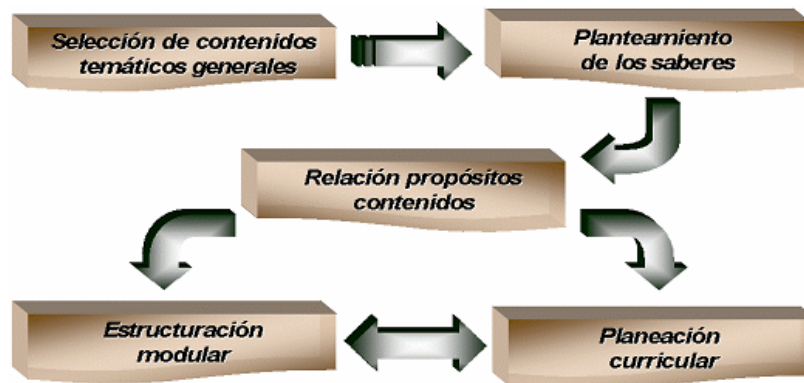 Selección de contenidos
temáticos generales
Planteamiento
de los saberes
Relación propósitos
contenidos
Estructuración
modular
Planeación
curricular